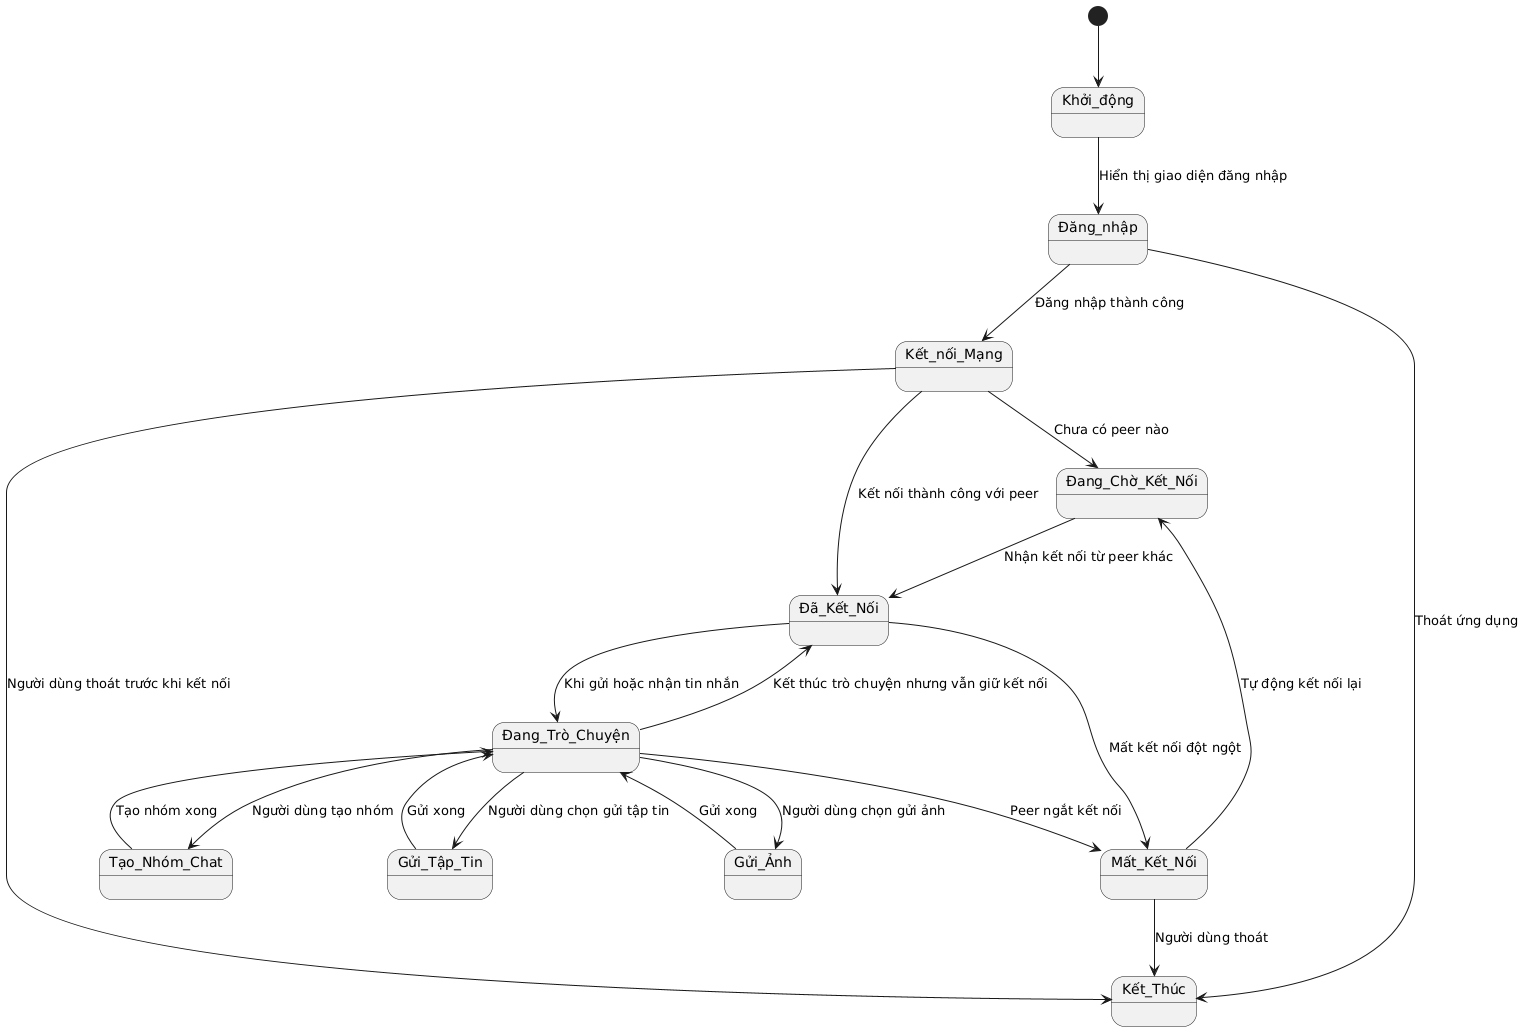 Khởi_động
Hiển thị giao diện đăng nhập
Đăng_nhập
Đăng nhập thành công
Kết_nối_Mạng
Chưa có peer nào
Đang_Chờ_Kết_Nối
Kết nối thành công với peer
Nhận kết nối từ peer khác
Đã_Kết_Nối
Thoát ứng dụng
Người dùng thoát trước khi kết nối
Khi gửi hoặc nhận tin nhắn
Kết thúc trò chuyện nhưng vẫn giữ kết nối
Tự động kết nối lại
Đang_Trò_Chuyện
Mất kết nối đột ngột
Tạo nhóm xong
Người dùng tạo nhóm
Gửi xong
Người dùng chọn gửi tập tin
Gửi xong
Người dùng chọn gửi ảnh
Peer ngắt kết nối
Tạo_Nhóm_Chat
Gửi_Tập_Tin
Gửi_Ảnh
Mất_Kết_Nối
Người dùng thoát
Kết_Thúc